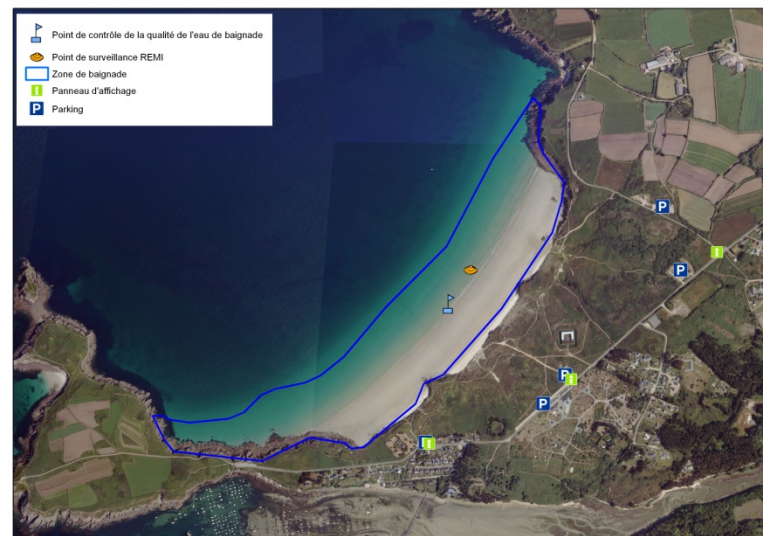 Point de contrôle de la qualité de l'eau de baignade
Point de surveillance REMI
Zone de baignade
i Panneau d'affichage
P Parking
P
i
P
P
i
P
i